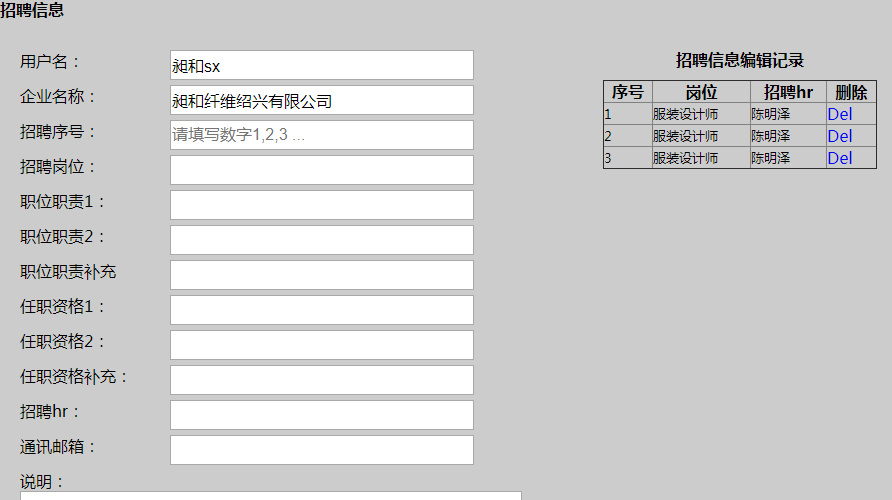 招聘信息
用户名：
昶和sx
企业名称：
昶和纤维绍兴有限公司
招聘序号：
请填写数字1,2,3 ...
招聘岗位：
职位职责1：
职位职责2：
职位职责补充
任职资格1：
任职资格2：
任职资格补充：
招聘hr：
通讯邮箱：
说明：
招聘信息编辑记录
序号 岗位 招聘hr 删除
1 服装设计师 陈明泽 Del
2 服装设计师 陈明泽 Del
3 服装设计师 陈明泽 Del